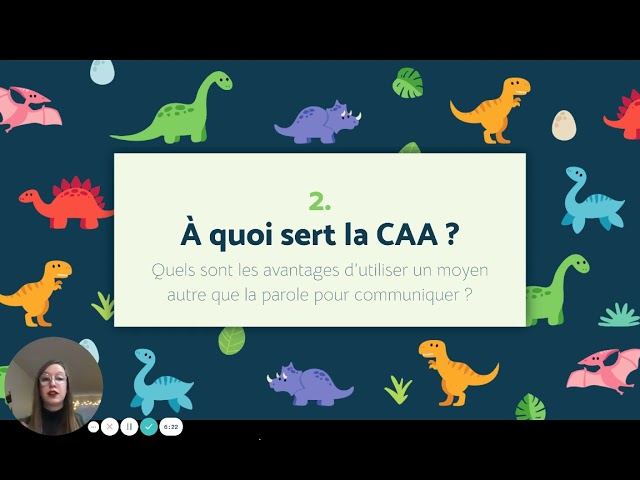 2.
À quoi sert la CAA ?
Quels sont les avantages d'utiliser un moyen
autre que la parole pour communiquer ?
6:22